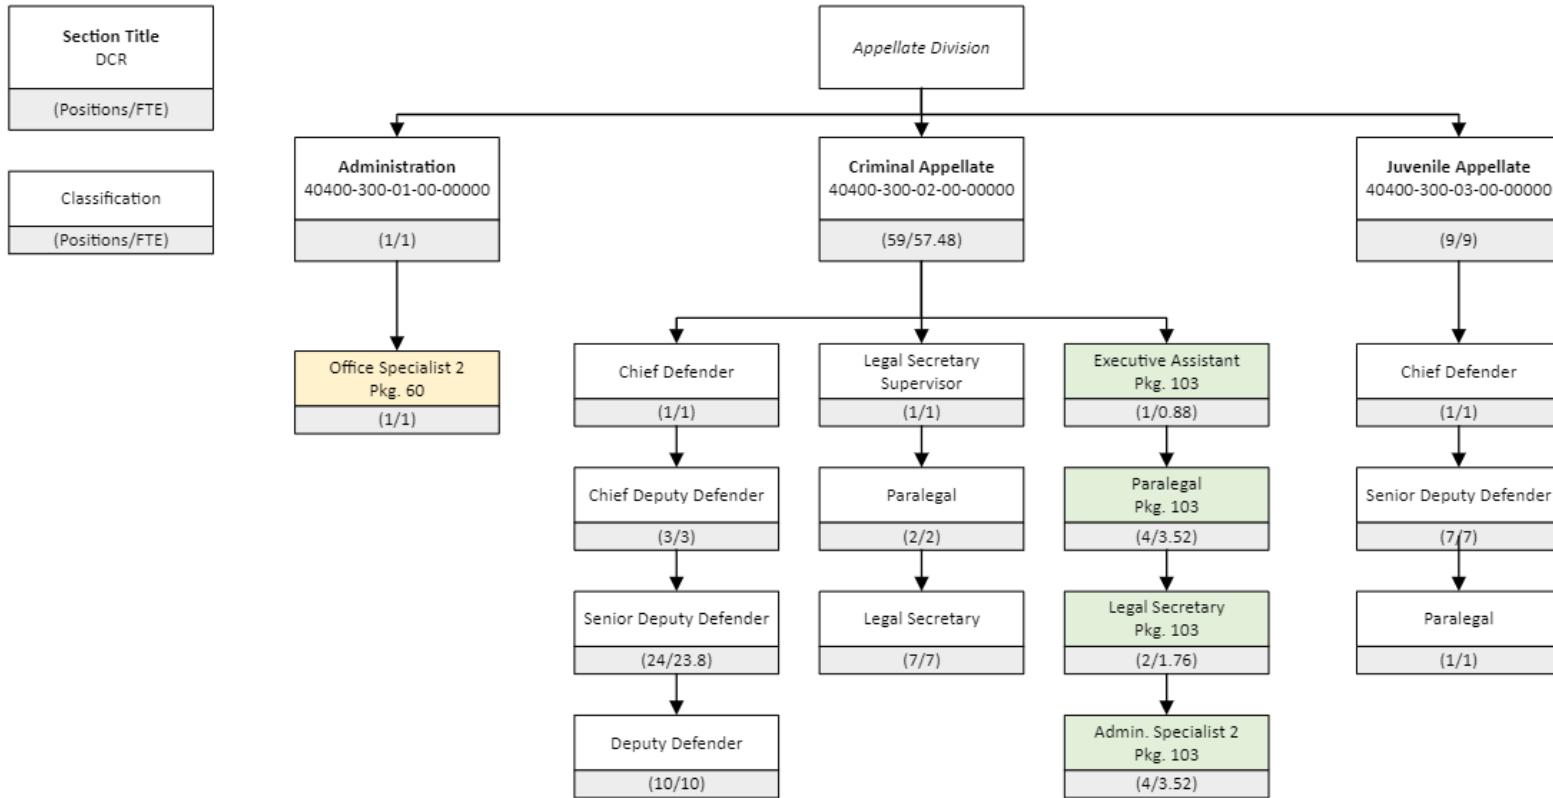 Section Title
DCR
(Positions/FTE)
Classification
(Positions/FTE)
Appellate Division
Administration
40400-300-01-00-00000
(1/1)
Office Specialist 2
Pkg. 60
(1/1)
Criminal Appellate
40400-300-02-00-00000
(59/57.48)
Chief Defender
(1/1)
Chief Deputy Defender
(3/3)
Senior Deputy Defender
(24/23.8)
Deputy Defender
(10/10)
Legal Secretary
Supervisor
(1/1)
Paralegal
(2/2)
Legal Secretary
(7/7)
Executive Assistant
Pkg. 103
(1/0.88)
Paralegal
Pkg. 103
(4/3.52)
Legal Secretary
Pkg. 103
(2/1.76)
Admin. Specialist 2
Pkg. 103
(4/3.52)
Juvenile Appellate
40400-300-03-00-00000
(9/9)
Chief Defender
(1/1)
Senior Deputy Defender
(7/7)
Paralegal
(1/1)